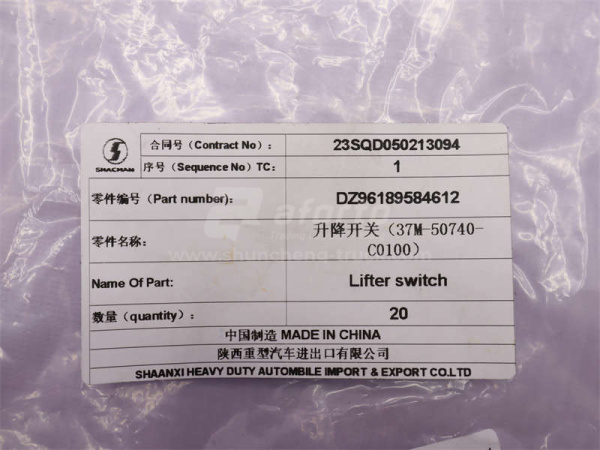 SHACMAN
合同号（Contract No）: 23SQD050213094
序号（Sequence No）TC: 1
零件编号（Part number): DZ96189584612
零件名称： 升降开关（37M-50740-
C0100）
Name Of Part: Lifter switch
数量（quantity）： 20
中国制造 MADE IN CHINA
陕西重型汽车进出口有限公司
SHAANXI HEAVY DUTY AUTOMBILE IMPORT & EXPORT CO.LTD